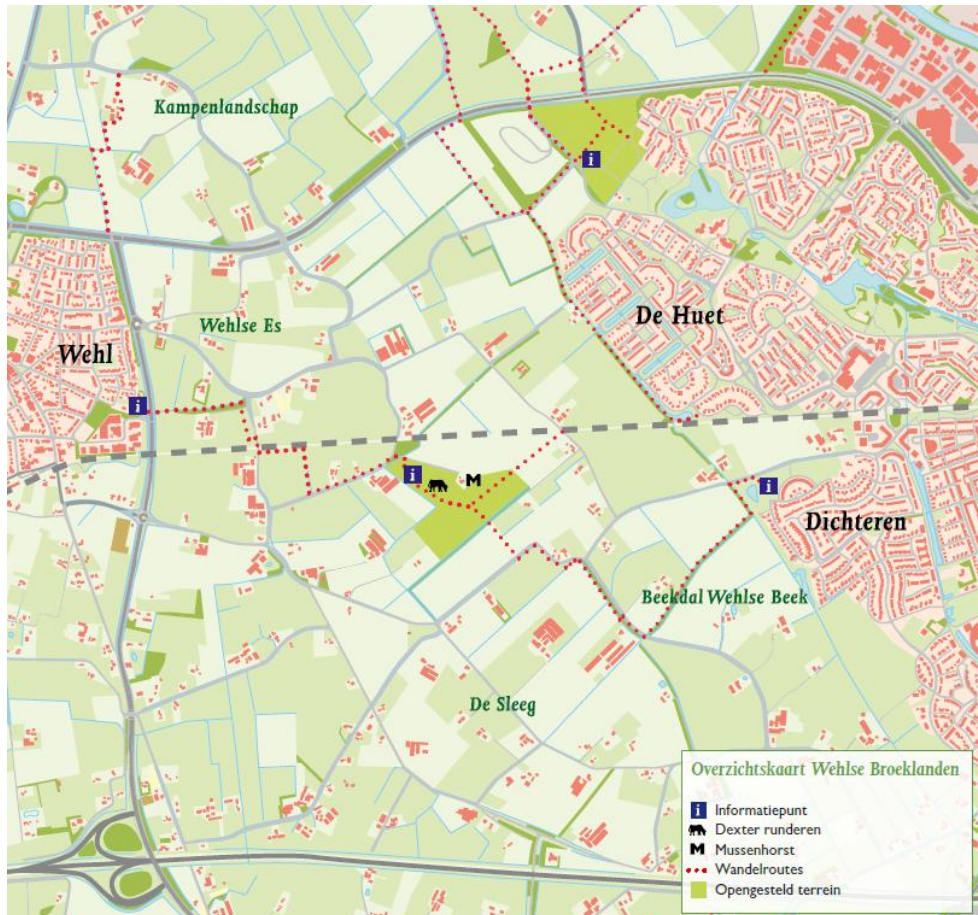 Kampenlandschap
i
De Huet
Wehlse Es
Wehl
i
i
M
i
Dichteren
Beekdal Wehlse Beek
De Sleeg
Overzichtskaart Wehlse Broeklanden
i Informatiepunt
Dexter runderen
M Mussenhorst
Wandelroutes
Opengesteld terrein